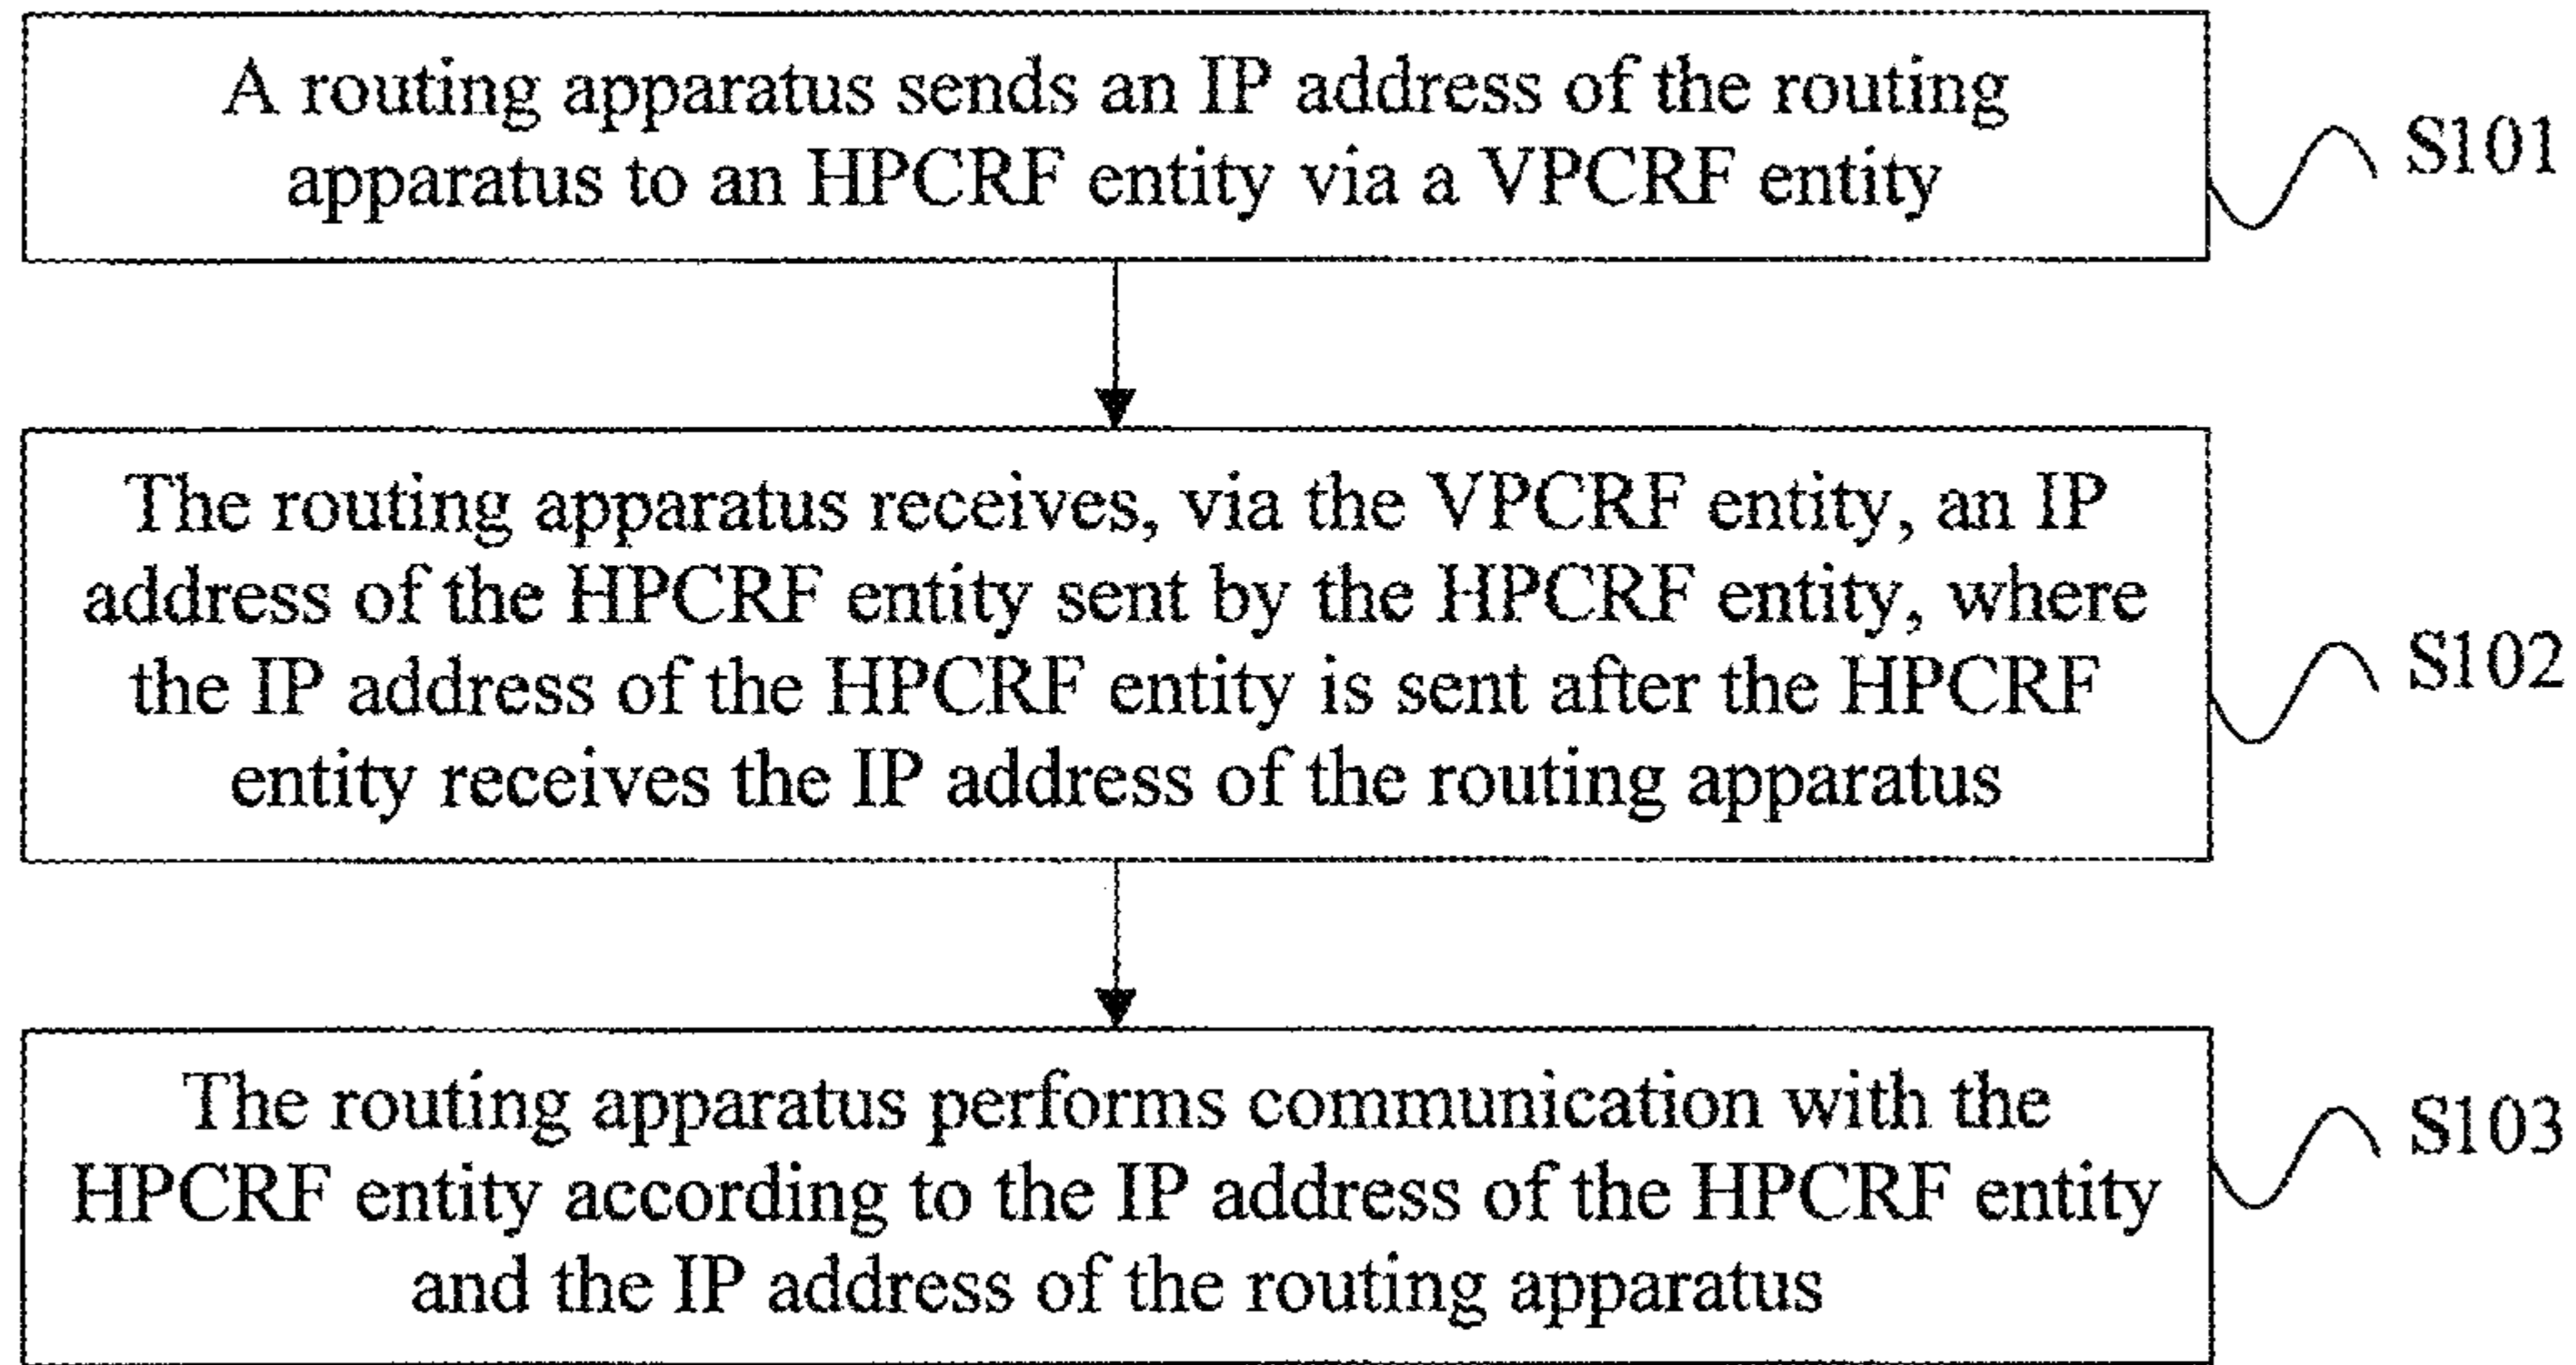 A routing apparatus sends an IP address of the routing
apparatus to an HPCRF entity via a VPCRF entity
S101
The routing apparatus receives, via the VPCRF entity, an IP
address of the HPCRF entity sent by the HPCRF entity, where
the IP address of the HPCRF entity is sent after the HPCRF
entity receives the IP address of the routing apparatus
S102
The routing apparatus performs communication with the
HPCRF entity according to the IP address of the HPCRF entity
and the IP address of the routing apparatus
S103